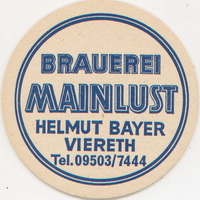 BRAUEREI
MAINLUST
HELMUT BAYER
VIERETH
Tel. 09503/7444